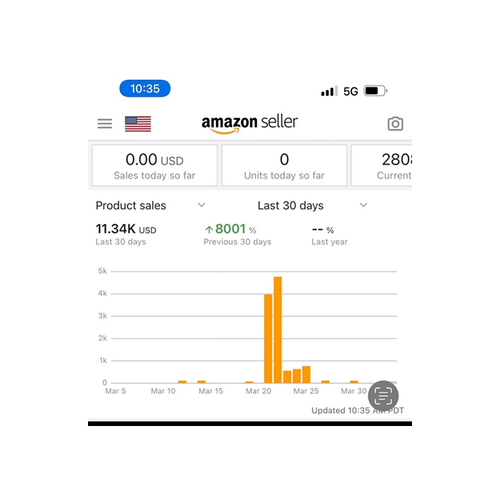 10:35 5G
amazon seller
0.00 USD 0 280
Sales today so far Units today so far Current
Product sales Last 30 days
11.34K USD ↑8001 % -- %
Last 30 days Previous 30 days Last year
5k
4k
3k
2k
1k
0
Mar 5 Mar 10 Mar 15 Mar 20 Mar 25 Mar 30
Updated 10:35 AM PDT